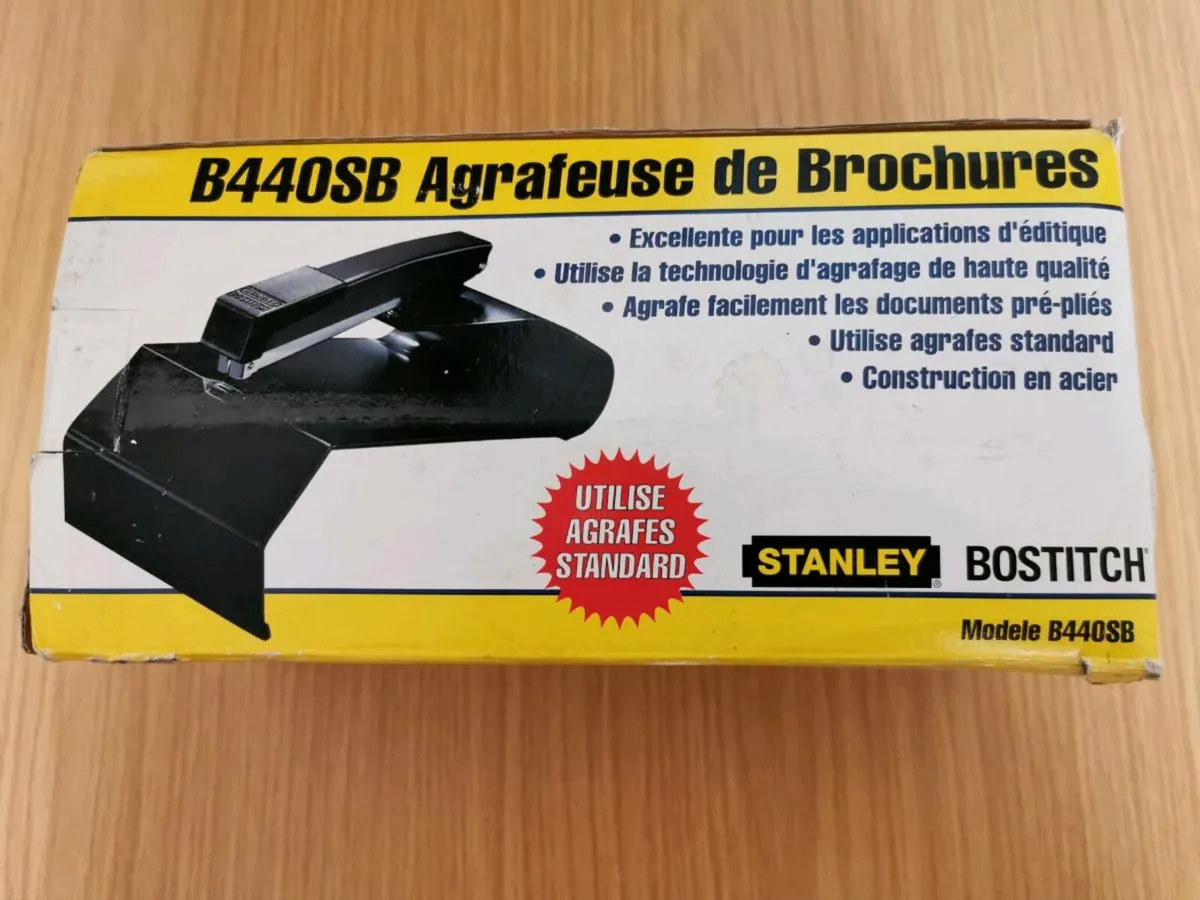 B440SB Agrafeuse de Brochures
• Excellente pour les applications d'éditique
• Utilise la technologie d'agrafage de haute qualité
• Agrafe facilement les documents pré-pliés
• Utilise agrafes standard
• Construction en acier
UTILISE
AGRAFES
STANDARD
STANLEY® BOSTITCH
Modele B440SB